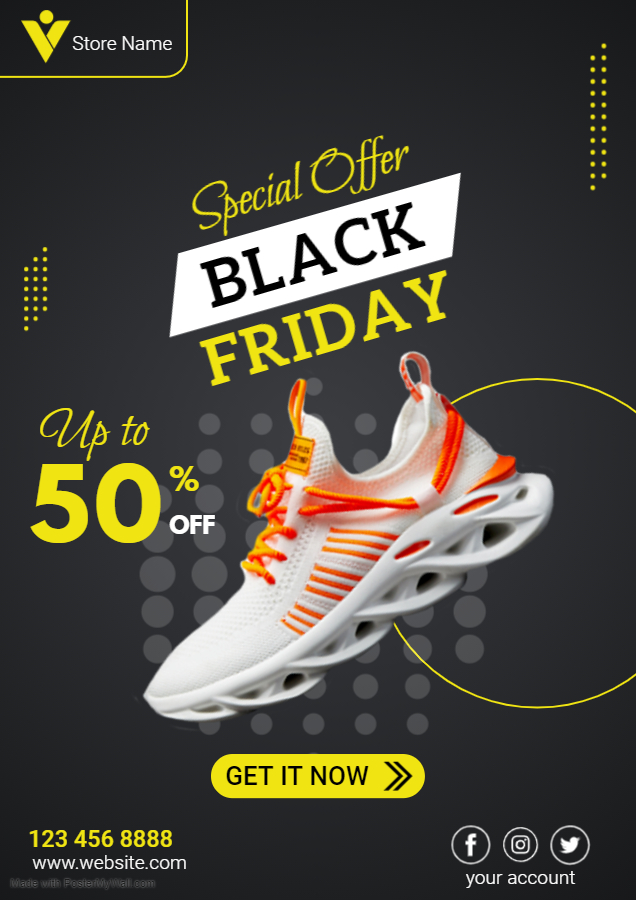 Store Name
Special Offer
BLACK
FRIDAY
Up to
50%
OFF
GET IT NOW
123 456 8888
www.website.com
your account
Made with PosterMyWall.com